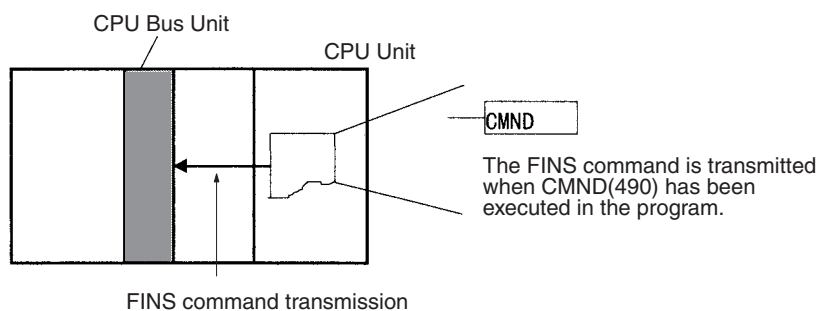 CPU Bus Unit
CPU Unit
CMND
The FINS command is transmitted
when CMND(490) has been
executed in the program.
FINS command transmission